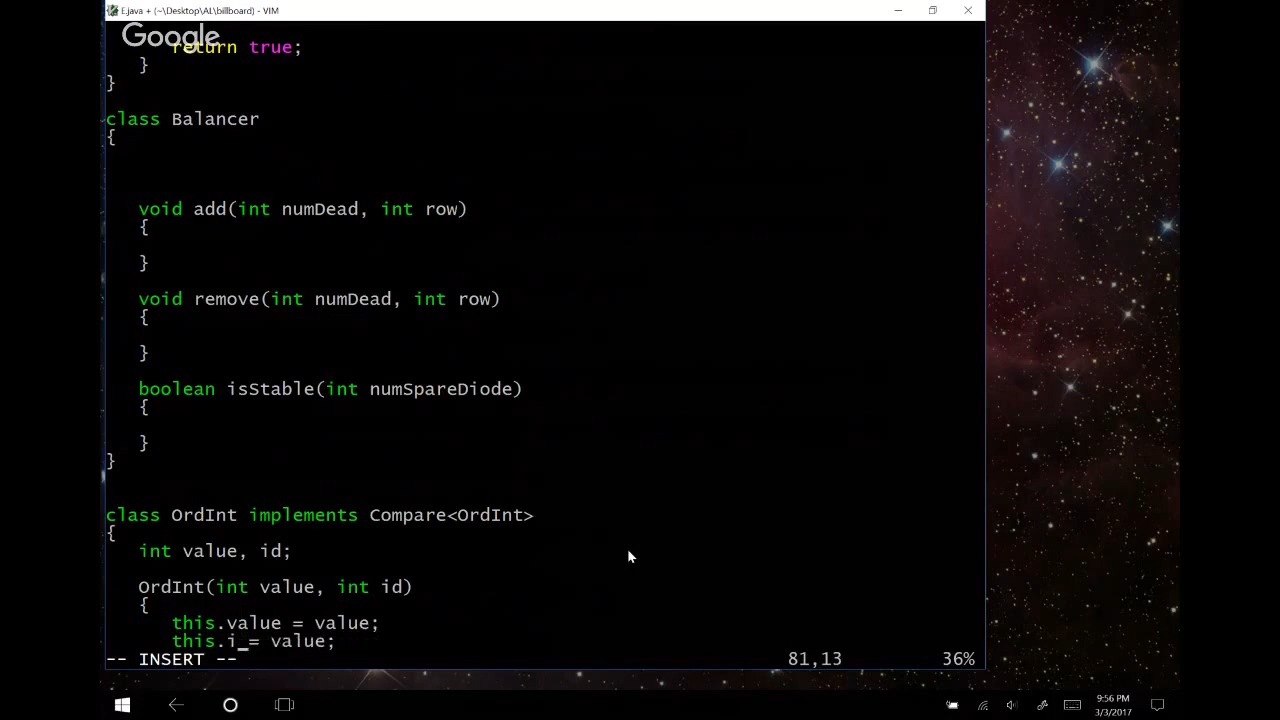 E.java + (~\Desktop\AL\billboard) - VIM
Google
return true;
}
}
class Balancer
{
void add(int numDead, int row)
{
}
void remove(int numDead, int row)
{
}
boolean isStable(int numSpareDiode)
{
}
}
class OrdInt implements Compare<OrdInt>
{
int value, id;
OrdInt(int value, int id)
{
this.value = value;
this.i_= value;
-- INSERT -- 81,13 36%
9:56 PM
3/3/2017